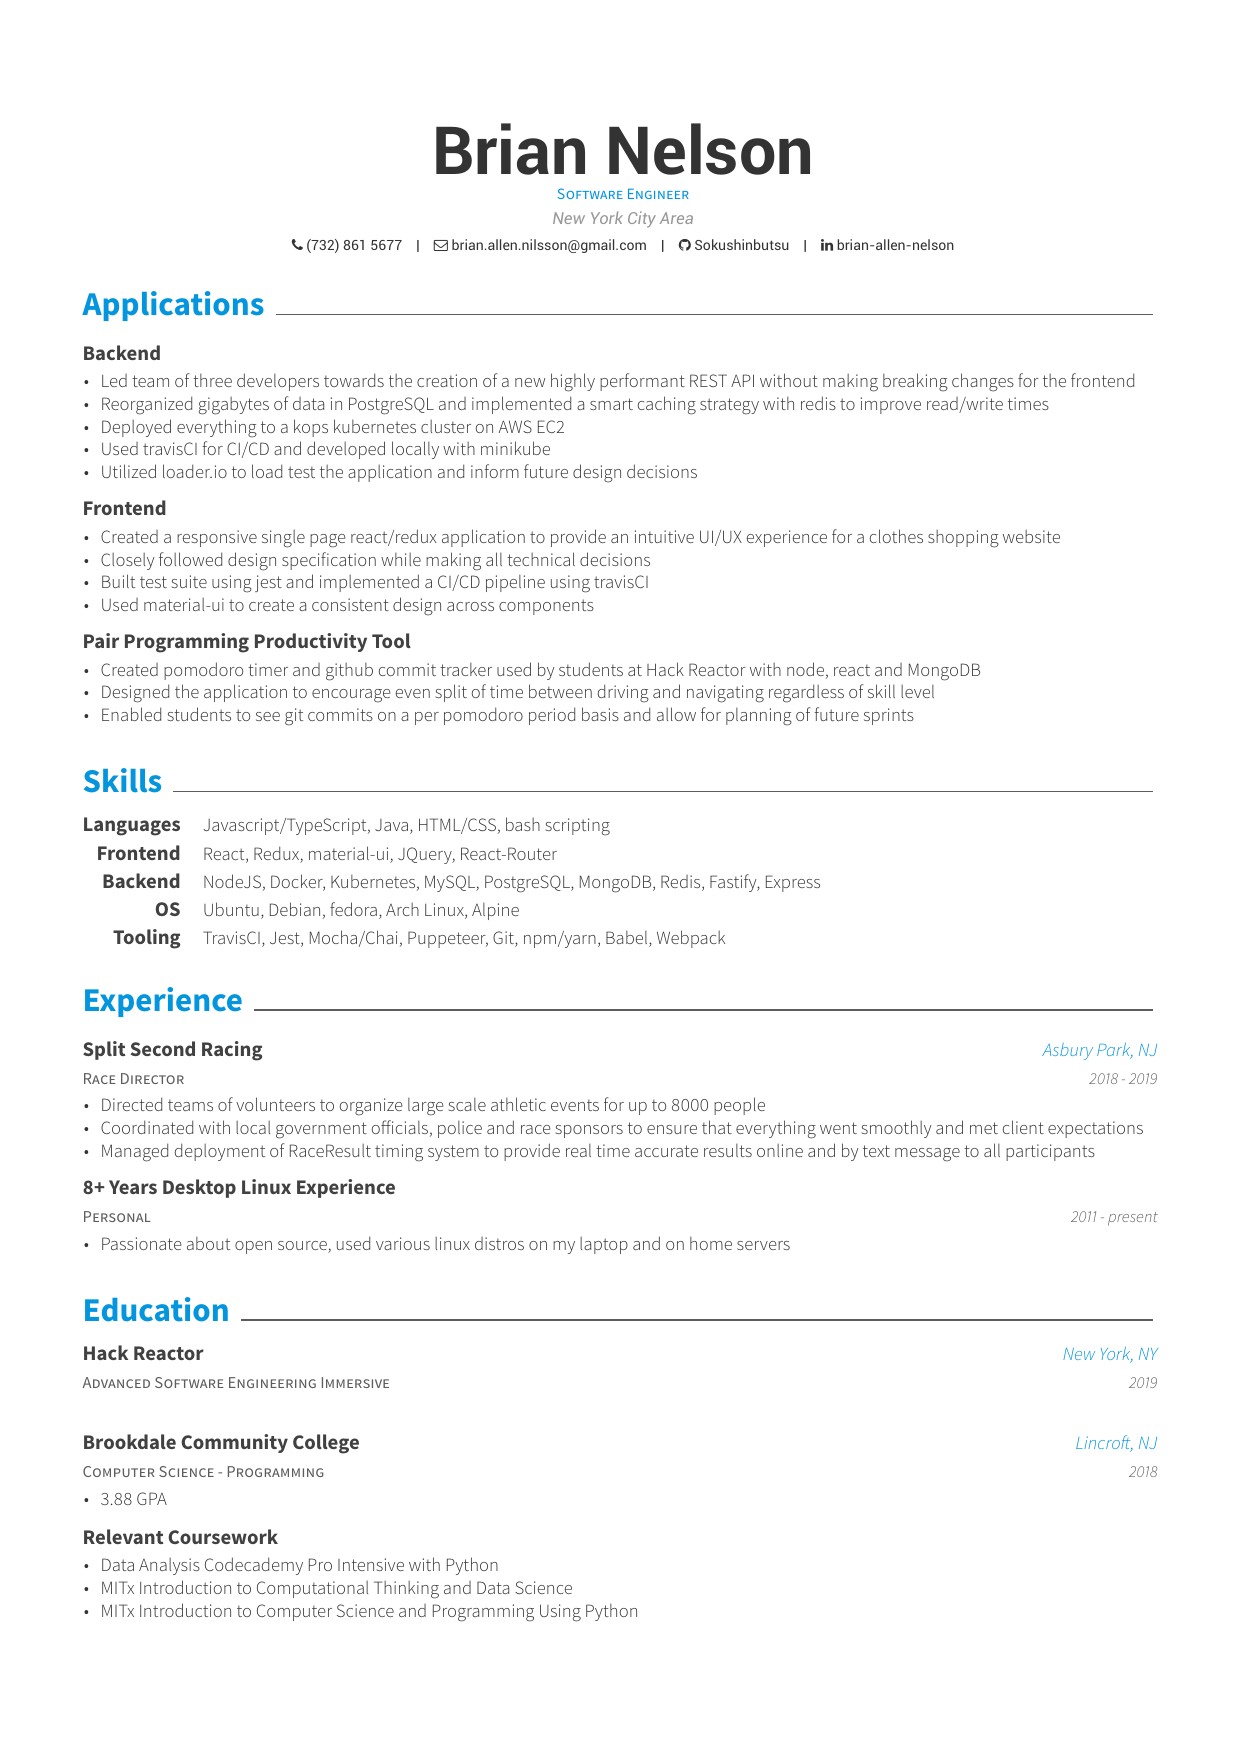 Brian Nelson
Software Engineer
New York City Area
(732) 861 5677 | brian.allen.nilsson@gmail.com | Sokushinbutsu | brian-allen-nelson
Applications
Backend
• Led team of three developers towards the creation of a new highly performant REST API without making breaking changes for the frontend
• Reorganized gigabytes of data in PostgreSQL and implemented a smart caching strategy with redis to improve read/write times
• Deployed everything to a kops kubernetes cluster on AWS EC2
• Used travisCI for CI/CD and developed locally with minikube
• Utilized loader.io to load test the application and inform future design decisions
Frontend
• Created a responsive single page react/redux application to provide an intuitive UI/UX experience for a clothes shopping website
• Closely followed design specification while making all technical decisions
• Built test suite using jest and implemented a CI/CD pipeline using travisCI
• Used material-ui to create a consistent design across components
Pair Programming Productivity Tool
• Created pomodoro timer and github commit tracker used by students at Hack Reactor with node, react and MongoDB
• Designed the application to encourage even split of time between driving and navigating regardless of skill level
• Enabled students to see git commits on a per pomodoro period basis and allow for planning of future sprints
Skills
Languages Javascript/TypeScript, Java, HTML/CSS, bash scripting
Frontend React, Redux, material-ui, JQuery, React-Router
Backend NodeJS, Docker, Kubernetes, MySQL, PostgreSQL, MongoDB, Redis, Fastify, Express
OS Ubuntu, Debian, fedora, Arch Linux, Alpine
Tooling TravisCI, Jest, Mocha/Chai, Puppeteer, Git, npm/yarn, Babel, Webpack
Experience
Split Second Racing Asbury Park, NJ
Race Director 2018 - 2019
• Directed teams of volunteers to organize large scale athletic events for up to 8000 people
• Coordinated with local government officials, police and race sponsors to ensure that everything went smoothly and met client expectations
• Managed deployment of RaceResult timing system to provide real time accurate results online and by text message to all participants
8+ Years Desktop Linux Experience
Personal 2011 - present
• Passionate about open source, used various linux distros on my laptop and on home servers
Education
Hack Reactor New York, NY
Advanced Software Engineering Immersive 2019
Brookdale Community College Lincroft, NJ
Computer Science - Programming 2018
• 3.88 GPA
Relevant Coursework
• Data Analysis Codecademy Pro Intensive with Python
• MITx Introduction to Computational Thinking and Data Science
• MITx Introduction to Computer Science and Programming Using Python